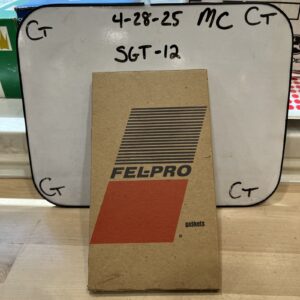 CT 4-28-25 MC CT
SGT-12
FEL-PRO
gaskets
®
CT CT